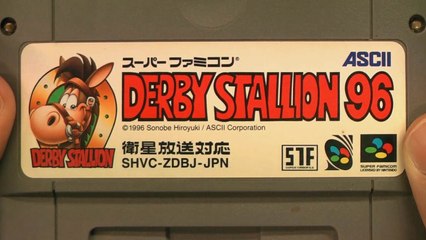 スーパーファミコン
ASCII
DERBY STALLION 96
©1996 Sonobe Hiroyuki / ASCII Corporation
DERBY STALLION
衛星放送対応
SHVC-ZDBJ-JPN
STF
SUPER FAMICOM